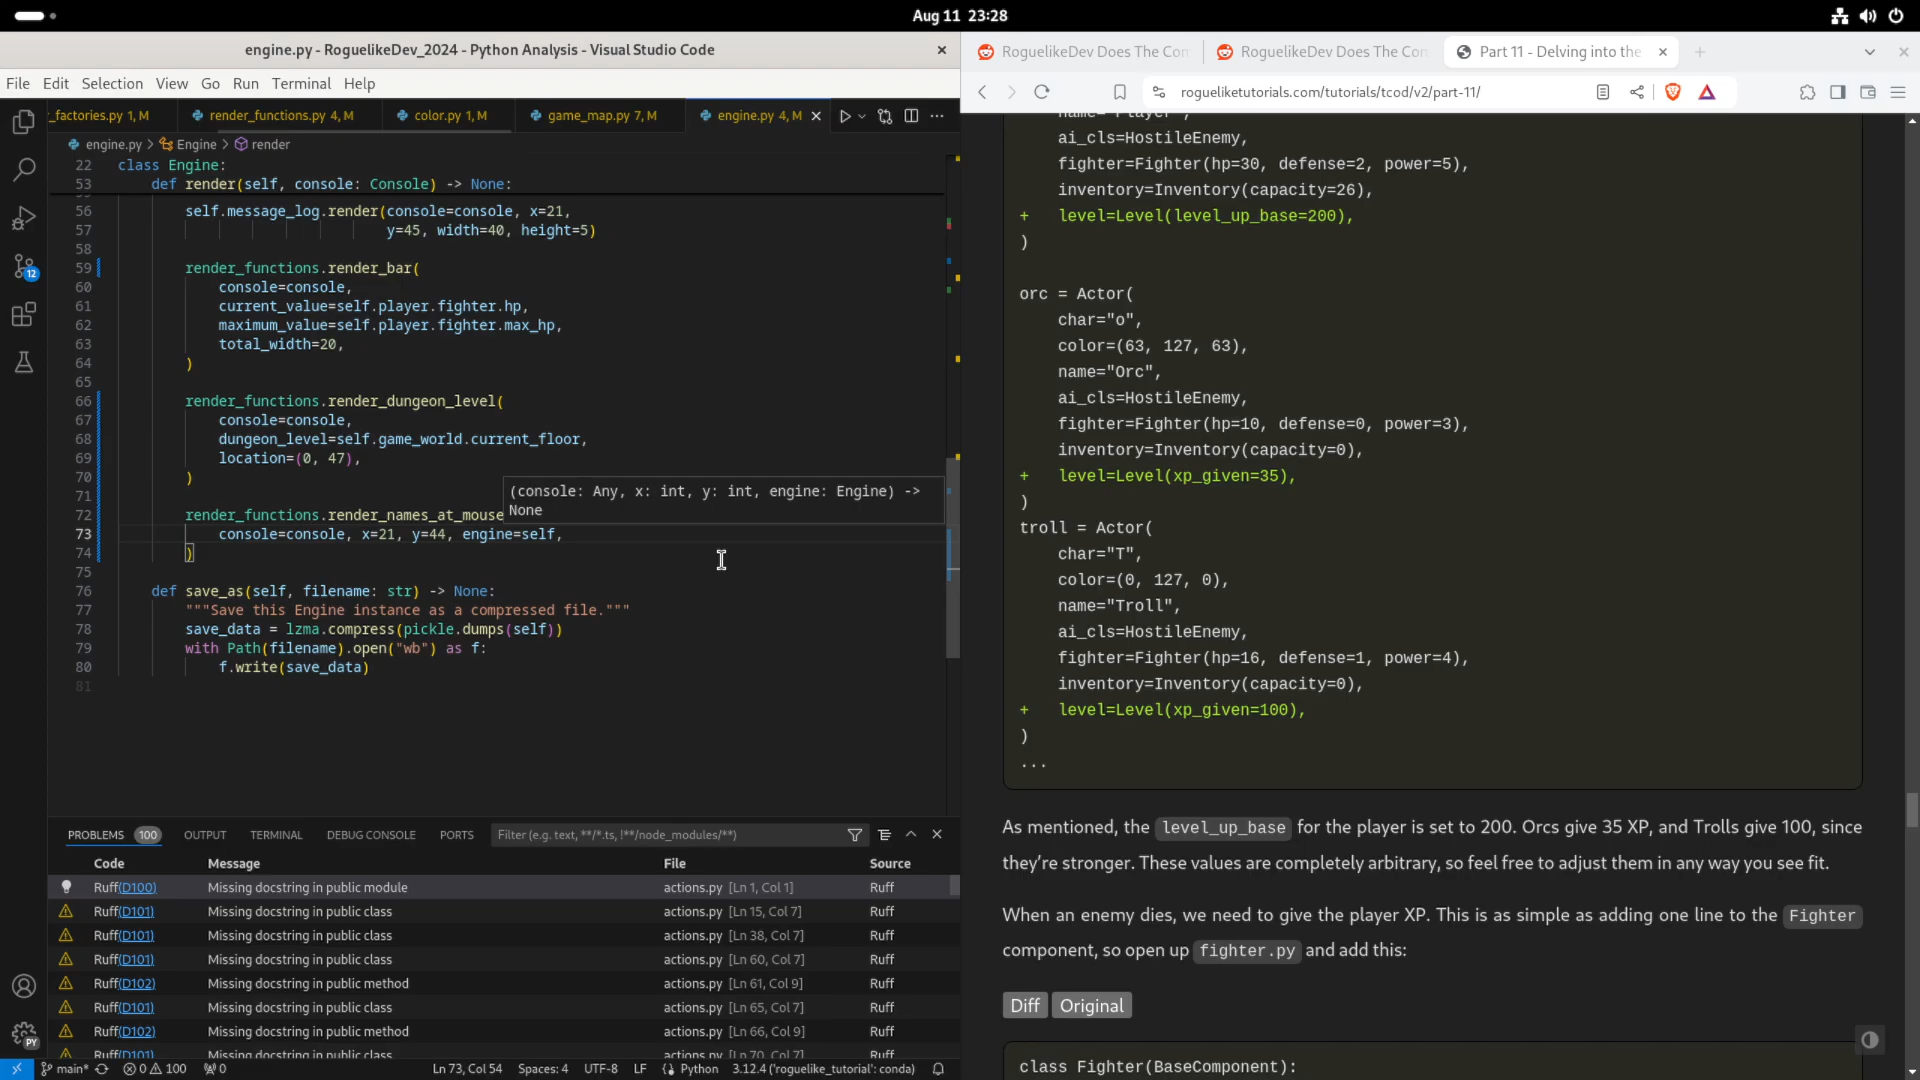 Aug 11 23:28
engine.py - RoguelikeDev_2024 - Python Analysis - Visual Studio Code
File Edit Selection View Go Run Terminal Help
_factories.py 1, M
render_functions.py 4, M
color.py 1, M
game_map.py 7, M
engine.py 4, M
engine.py > Engine > render
22 class Engine:
53 def render(self, console: Console) -> None:
56 self.message_log.render(console=console, x=21,
57 y=45, width=40, height=5)
58
59 render_functions.render_bar(
60 console=console,
61 current_value=self.player.fighter.hp,
62 maximum_value=self.player.fighter.max_hp,
63 total_width=20,
64 )
65
66 render_functions.render_dungeon_level(
67 console=console,
68 dungeon_level=self.game_world.current_floor,
69 location=(0, 47),
70 )
71
(console: Any, x: int, y: int, engine: Engine) ->
None
72 render_functions.render_names_at_mouse
73 console=console, x=21, y=44, engine=self,
74 )
75
76 def save_as(self, filename: str) -> None:
77 """Save this Engine instance as a compressed file."""
78 save_data = lzma.compress(pickle.dumps(self))
79 with Path(filename).open("wb") as f:
80 f.write(save_data)
81
12
PY
PROBLEMS 100 OUTPUT TERMINAL DEBUG CONSOLE PORTS Filter (e.g. text, **/*.ts, !**/node_modules/**)
Code Message File Source
Ruff(D100) Missing docstring in public module actions.py [Ln 1, Col 1] Ruff
Ruff(D101) Missing docstring in public class actions.py [Ln 15, Col 7] Ruff
Ruff(D101) Missing docstring in public class actions.py [Ln 38, Col 7] Ruff
Ruff(D101) Missing docstring in public class actions.py [Ln 60, Col 7] Ruff
Ruff(D102) Missing docstring in public method actions.py [Ln 61, Col 9] Ruff
Ruff(D101) Missing docstring in public class actions.py [Ln 65, Col 7] Ruff
Ruff(D102) Missing docstring in public method actions.py [Ln 66, Col 9] Ruff
Ruff(D101) Missing docstring in public class actions.py [Ln 70, Col 7] Ruff
main* 0 100 0 Ln 73, Col 54 Spaces: 4 UTF-8 LF Python 3.12.4 ('roguelike_tutorial': conda)
RoguelikeDev Does The Con
RoguelikeDev Does The Con
Part 11 - Delving into the
rogueliketutorials.com/tutorials/tcod/v2/part-11/
name="Player",
ai_cls=HostileEnemy,
fighter=Fighter(hp=30, defense=2, power=5),
inventory=Inventory(capacity=26),
+ level=Level(level_up_base=200),
)
orc = Actor(
char="o",
color=(63, 127, 63),
name="Orc",
ai_cls=HostileEnemy,
fighter=Fighter(hp=10, defense=0, power=3),
inventory=Inventory(capacity=0),
+ level=Level(xp_given=35),
)
troll = Actor(
char="T",
color=(0, 127, 0),
name="Troll",
ai_cls=HostileEnemy,
fighter=Fighter(hp=16, defense=1, power=4),
inventory=Inventory(capacity=0),
+ level=Level(xp_given=100),
)
...
As mentioned, the level_up_base for the player is set to 200. Orcs give 35 XP, and Trolls give 100, since
they’re stronger. These values are completely arbitrary, so feel free to adjust them in any way you see fit.
When an enemy dies, we need to give the player XP. This is as simple as adding one line to the Fighter
component, so open up fighter.py and add this:
Diff Original
class Fighter(BaseComponent):